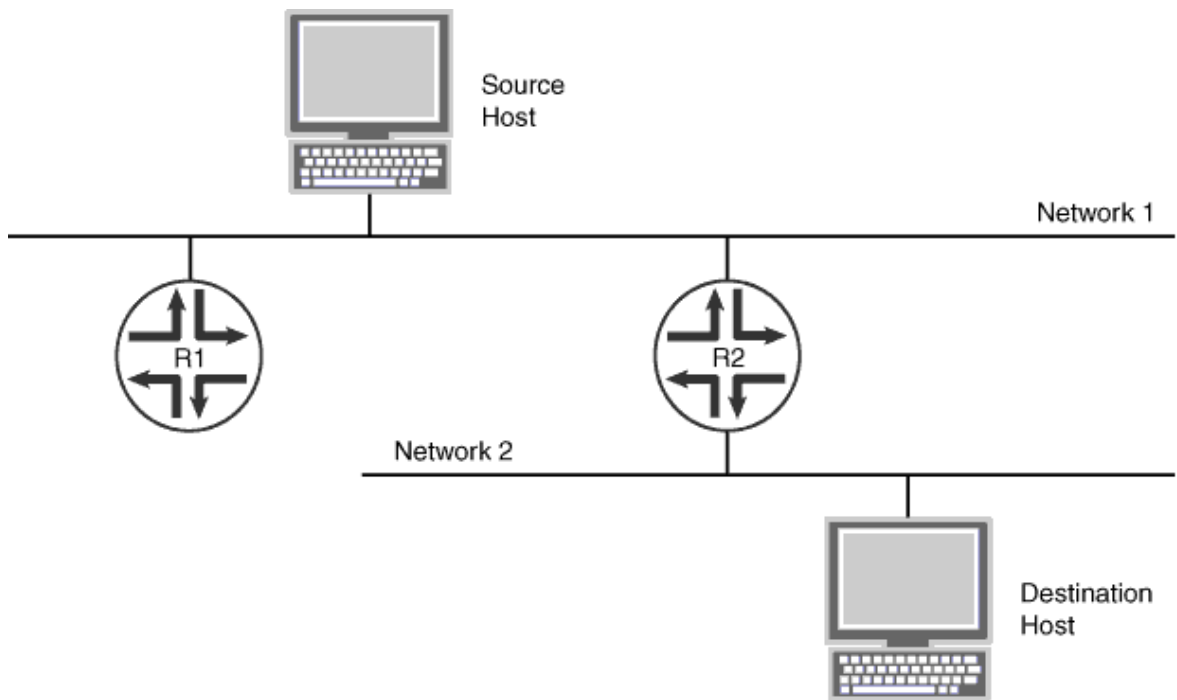 Source
Host
Network 1
R1
R2
Network 2
Destination
Host